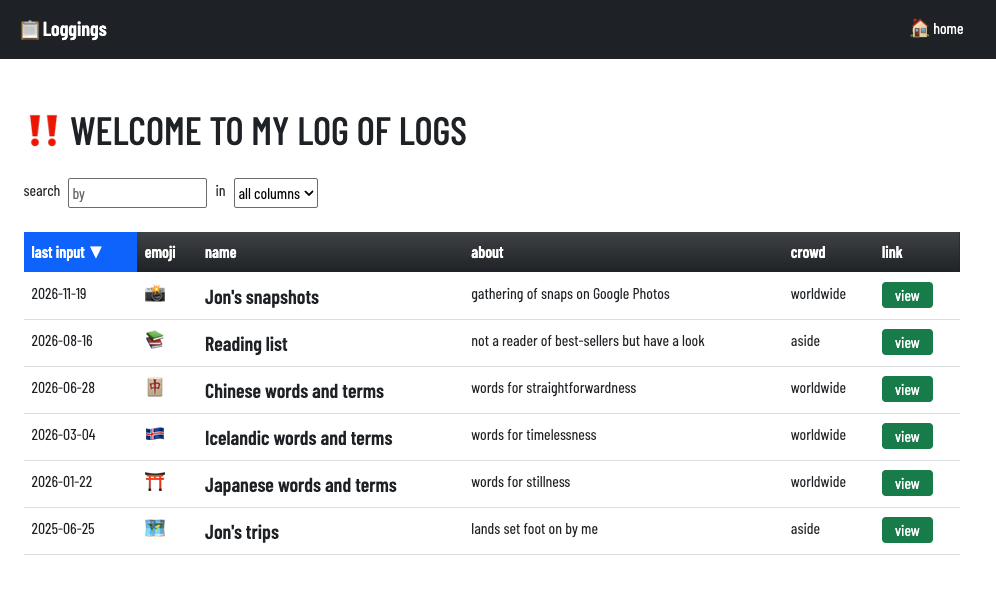 📋 Loggings
🏠 home
‼️ WELCOME TO MY LOG OF LOGS
search by in all columns
last input ▼ emoji name about crowd link
2026-11-19 📸 Jon's snapshots gathering of snaps on Google Photos worldwide view
2026-08-16 📚 Reading list not a reader of best-sellers but have a look aside view
2026-06-28 🀄 Chinese words and terms words for straightforwardness worldwide view
2026-03-04 🇮🇸 Icelandic words and terms words for timelessness worldwide view
2026-01-22 ⛩️ Japanese words and terms words for stillness worldwide view
2025-06-25 🗺️ Jon's trips lands set foot on by me aside view